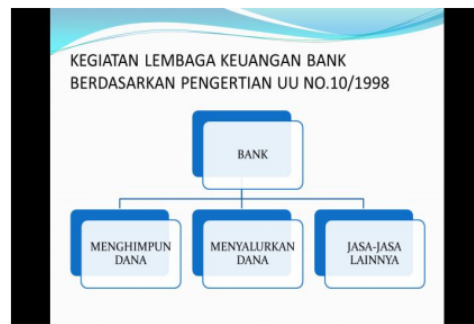 KEGIATAN LEMBAGA KEUANGAN BANK
BERDASARKAN PENGERTIAN UU NO.10/1998
BANK
MENGHIMPUN
DANA
MENYALURKAN
DANA
JASA-JASA
LAINNYA